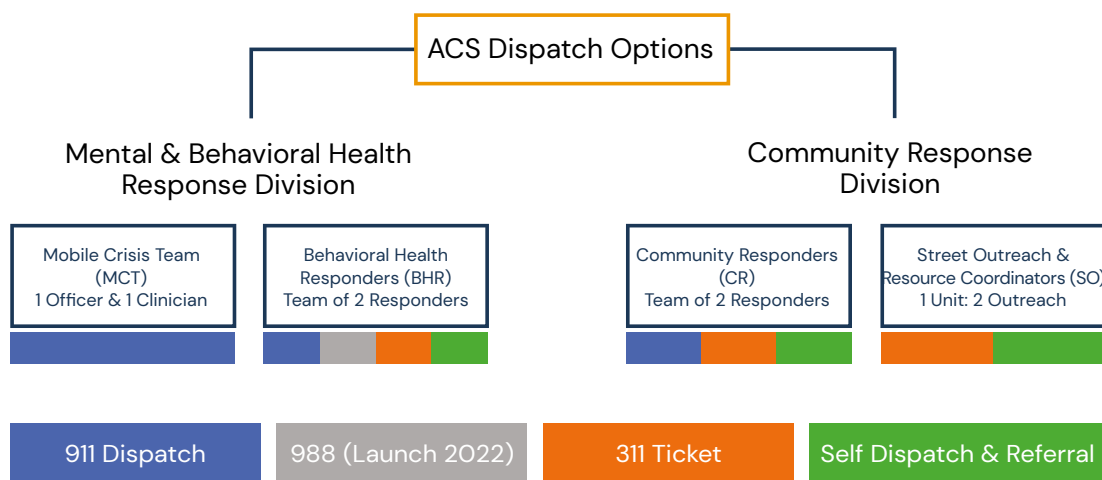 ACS Dispatch Options
Mental & Behavioral Health
Response Division
Community Response
Division
Mobile Crisis Team
(MCT)
1 Officer & 1 Clinician
Behavioral Health
Responders (BHR)
Team of 2 Responders
Community Responders
(CR)
Team of 2 Responders
Street Outreach &
Resource Coordinators (SO)
1 Unit: 2 Outreach
911 Dispatch
988 (Launch 2022)
311 Ticket
Self Dispatch & Referral